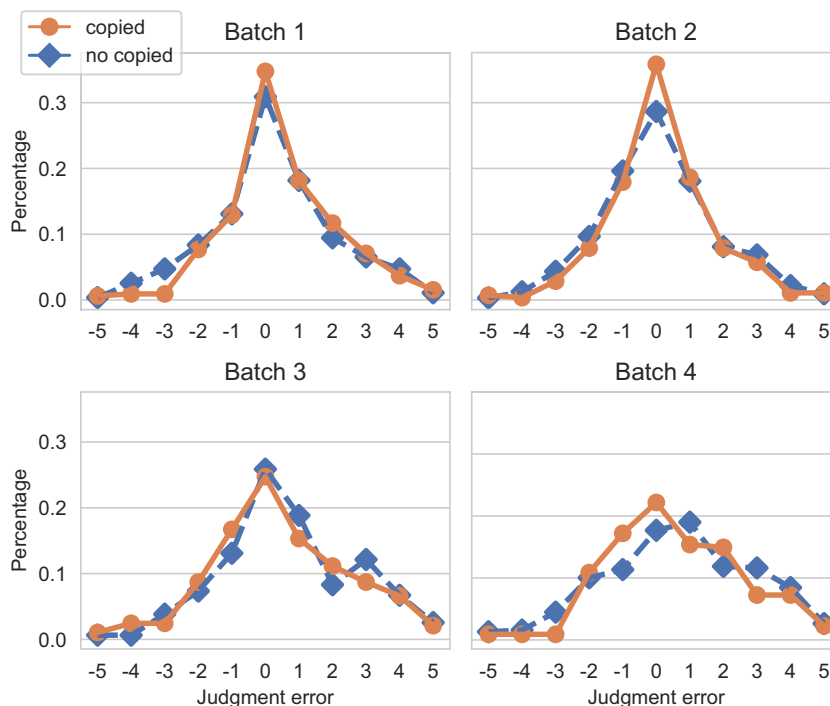 copied
no copied
Batch 1
Batch 2
Percentage
0.3
0.2
0.1
0.0
-5 -4 -3 -2 -1 0 1 2 3 4 5
-5 -4 -3 -2 -1 0 1 2 3 4 5
Batch 3
Batch 4
Percentage
0.3
0.2
0.1
0.0
-5 -4 -3 -2 -1 0 1 2 3 4 5
-5 -4 -3 -2 -1 0 1 2 3 4 5
Judgment error
Judgment error